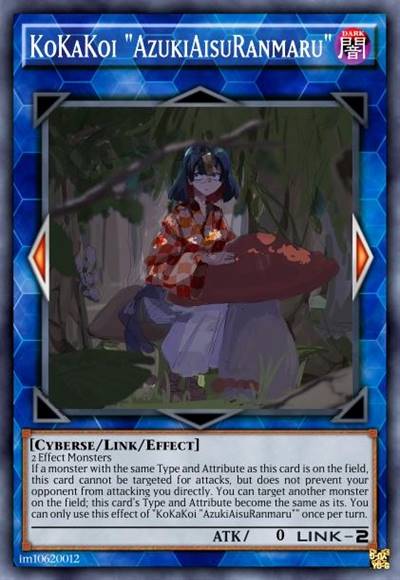 KoKaKoi "AzukiAisuRanmaru"
DARK
闇
[Cyberse/Link/Effect]
2 Effect Monsters
If a monster with the same Type and Attribute as this card is on the field,
this card cannot be targeted for attacks, but does not prevent your
opponent from attacking you directly. You can target another monster
on the field; this card's Type and Attribute become the same as its. You
can only use this effect of "KoKaKoi "AzukiAisuRanmaru"" once per turn.
ATK/ 0 LINK-2
im10620012